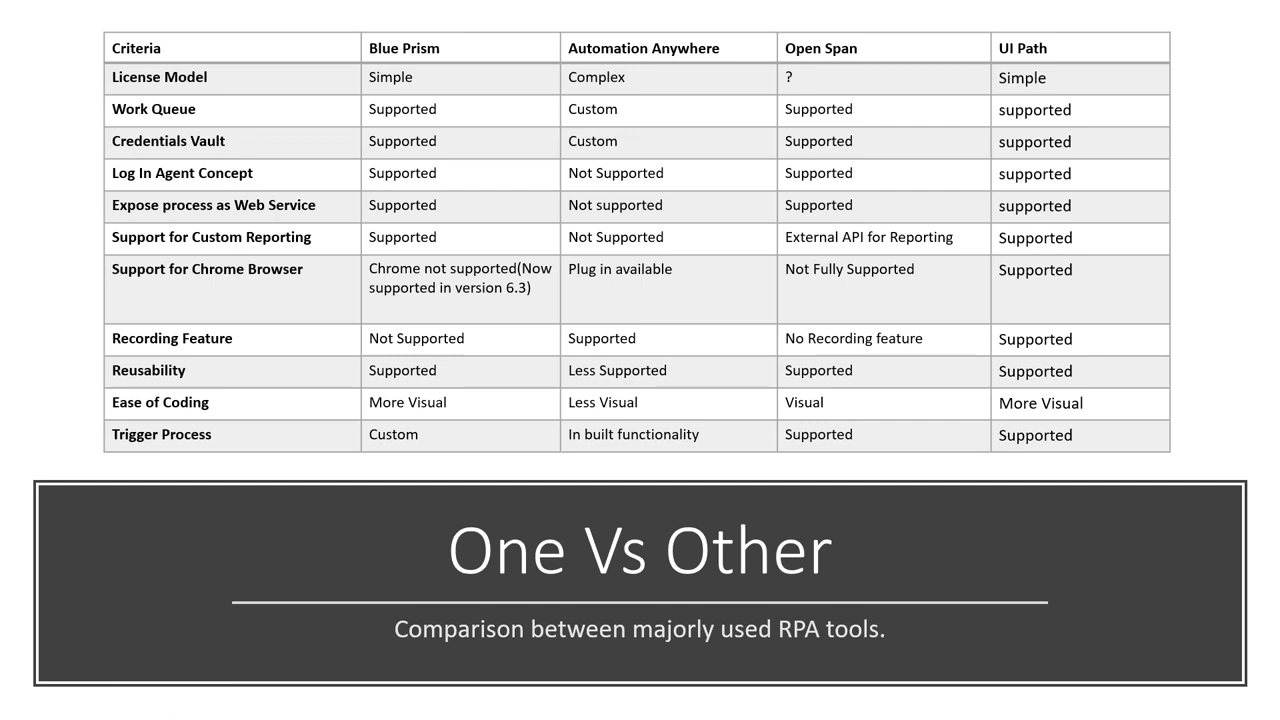 Criteria Blue Prism Automation Anywhere Open Span UI Path
License Model Simple Complex ? Simple
Work Queue Supported Custom Supported supported
Credentials Vault Supported Custom Supported supported
Log In Agent Concept Supported Not Supported Supported supported
Expose process as Web Service Supported Not supported Supported supported
Support for Custom Reporting Supported Not Supported External API for Reporting Supported
Support for Chrome Browser Chrome not supported(Now Plug in available Not Fully Supported Supported
supported in version 6.3)
Recording Feature Not Supported Supported No Recording feature Supported
Reusability Supported Less Supported Supported Supported
Ease of Coding More Visual Less Visual Visual More Visual
Trigger Process Custom In built functionality Supported Supported
One Vs Other
Comparison between majorly used RPA tools.